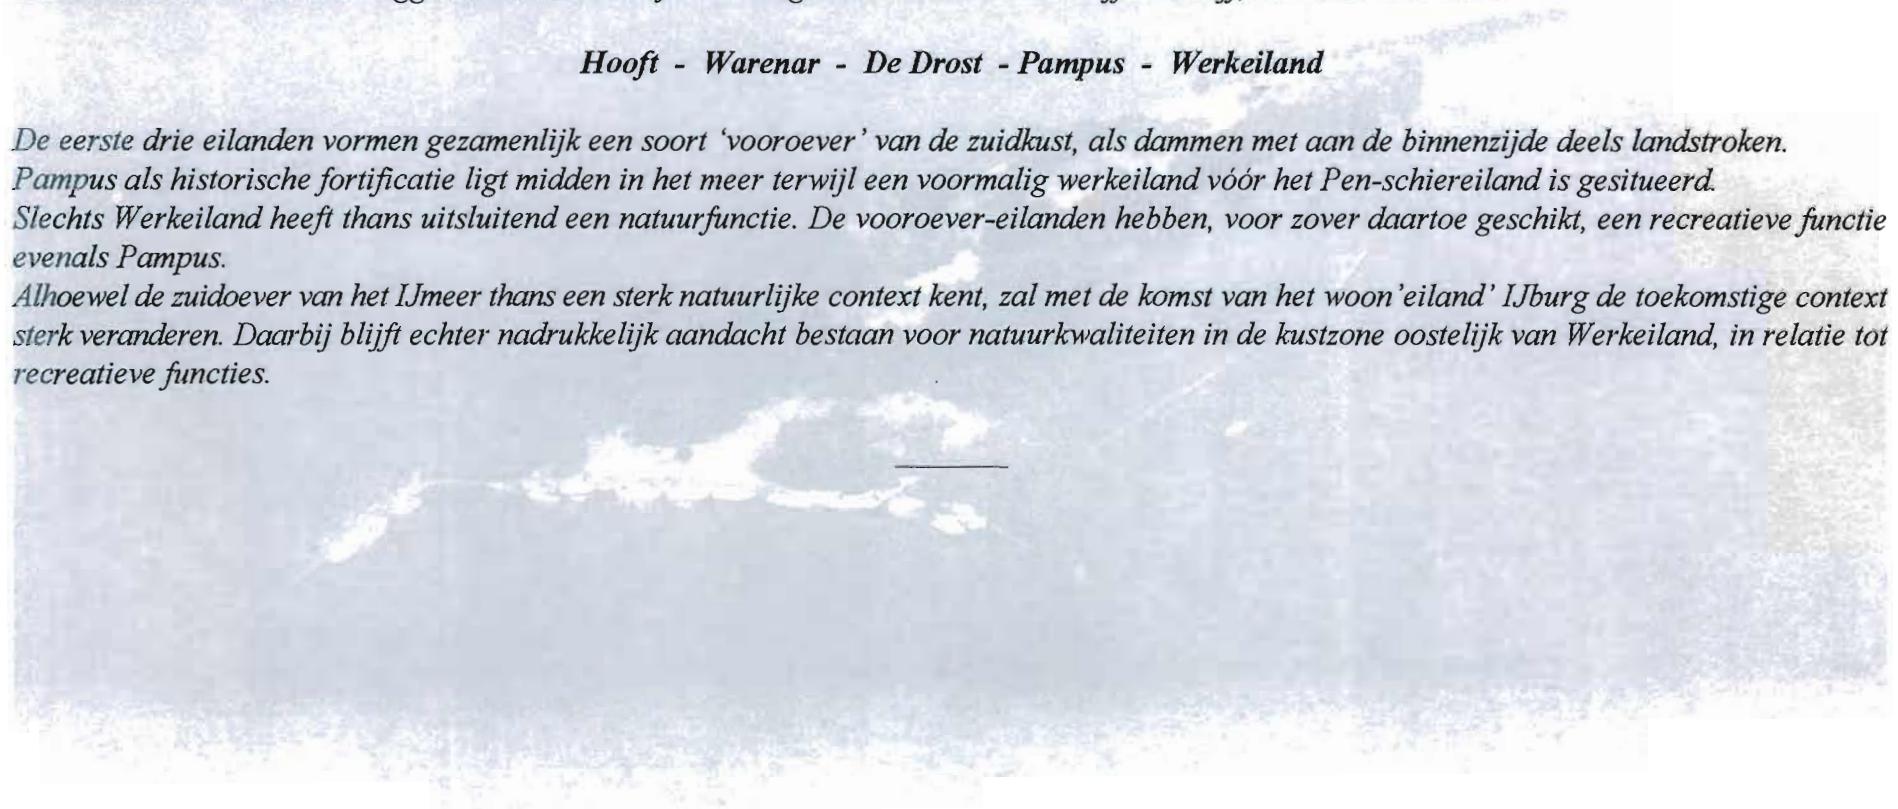 Hooft - Warenar - De Drost - Pampus - Werkeiland
De eerste drie eilanden vormen gezamenlijk een soort ‘vooroever’ van de zuidkust, als dammen met aan de binnenzijde deels landstroken.
Pampus als historische fortificatie ligt midden in het meer terwijl een voormalig werkeiland vóór het Pen-schiereiland is gesitueerd.
Slechts Werkeiland heeft thans uitsluitend een natuurfunctie. De vooroever-eilanden hebben, voor zover daartoe geschikt, een recreatieve functie
evenals Pampus.
Alhoewel de zuidoever van het IJmeer thans een sterk natuurlijke context kent, zal met de komst van het woon’eiland’ IJburg de toekomstige context
sterk veranderen. Daarbij blijft echter nadrukkelijk aandacht bestaan voor natuurkwaliteiten in de kustzone oostelijk van Werkeiland, in relatie tot
recreatieve functies.